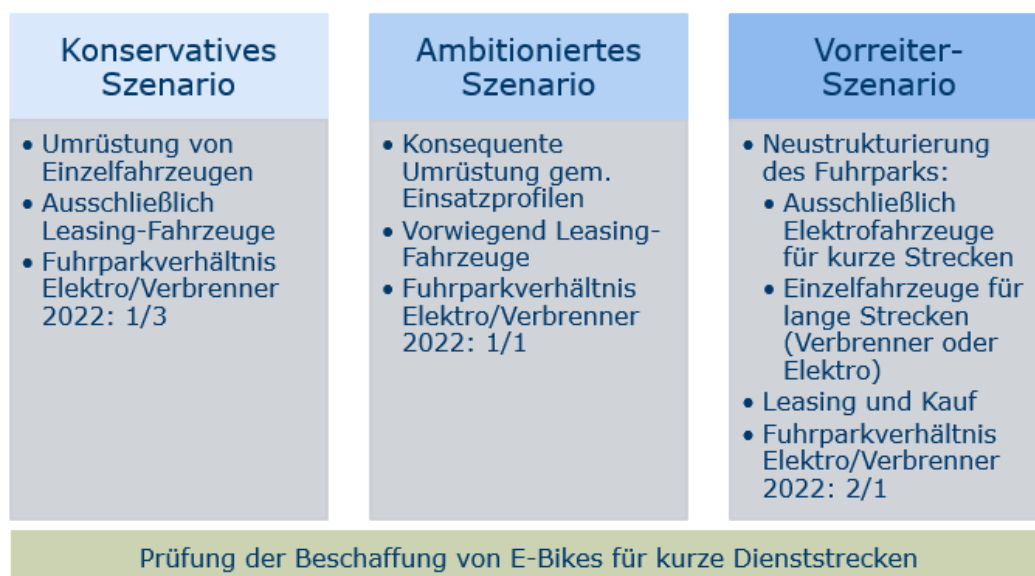 Konservatives
Szenario
• Umrüstung von
Einzelfahrzeugen
• Ausschließlich
Leasing-Fahrzeuge
• Fuhrparkverhältnis
Elektro/Verbrenner
2022: 1/3
Ambitioniertes
Szenario
• Konsequente
Umrüstung gem.
Einsatzprofilen
• Vorwiegend Leasing-
Fahrzeuge
• Fuhrparkverhältnis
Elektro/Verbrenner
2022: 1/1
Vorreiter-
Szenario
• Neustrukturierung
des Fuhrparks:
• Ausschließlich
Elektrofahrzeuge
für kurze Strecken
• Einzelfahrzeuge für
lange Strecken
(Verbrenner oder
Elektro)
• Leasing und Kauf
• Fuhrparkverhältnis
Elektro/Verbrenner
2022: 2/1
Prüfung der Beschaffung von E-Bikes für kurze Dienststrecken